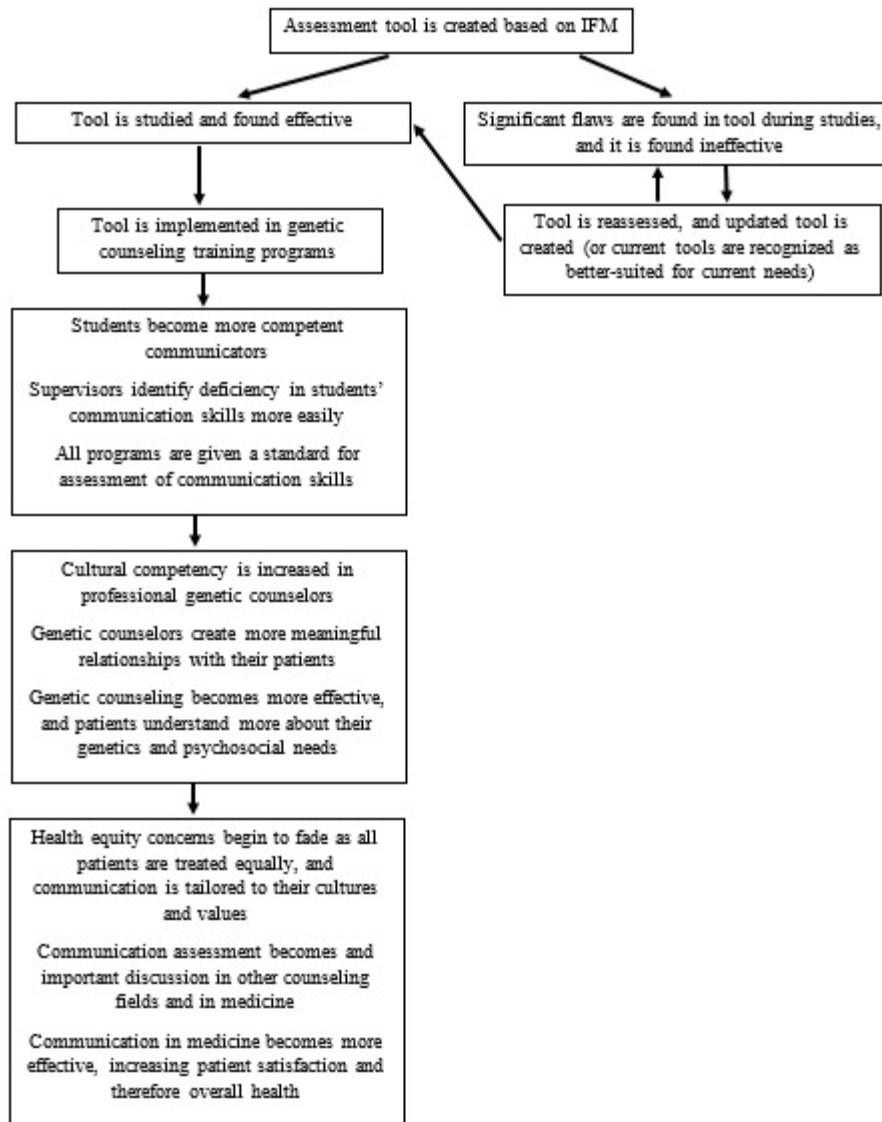 Assessment tool is created based on IFM
Tool is studied and found effective
Significant flaws are found in tool during studies,
and it is found ineffective
Tool is reassessed, and updated tool is
created (or current tools are recognized as
better-suited for current needs)
Tool is implemented in genetic
counseling training programs
Students become more competent
communicators
Supervisors identify deficiency in students’
communication skills more easily
All programs are given a standard for
assessment of communication skills
Cultural competency is increased in
professional genetic counselors
Genetic counselors create more meaningful
relationships with their patients
Genetic counseling becomes more effective,
and patients understand more about their
genetics and psychosocial needs
Health equity concerns begin to fade as all
patients are treated equally, and
communication is tailored to their cultures
and values
Communication assessment becomes and
important discussion in other counseling
fields and in medicine
Communication in medicine becomes more
effective, increasing patient satisfaction and
therefore overall health